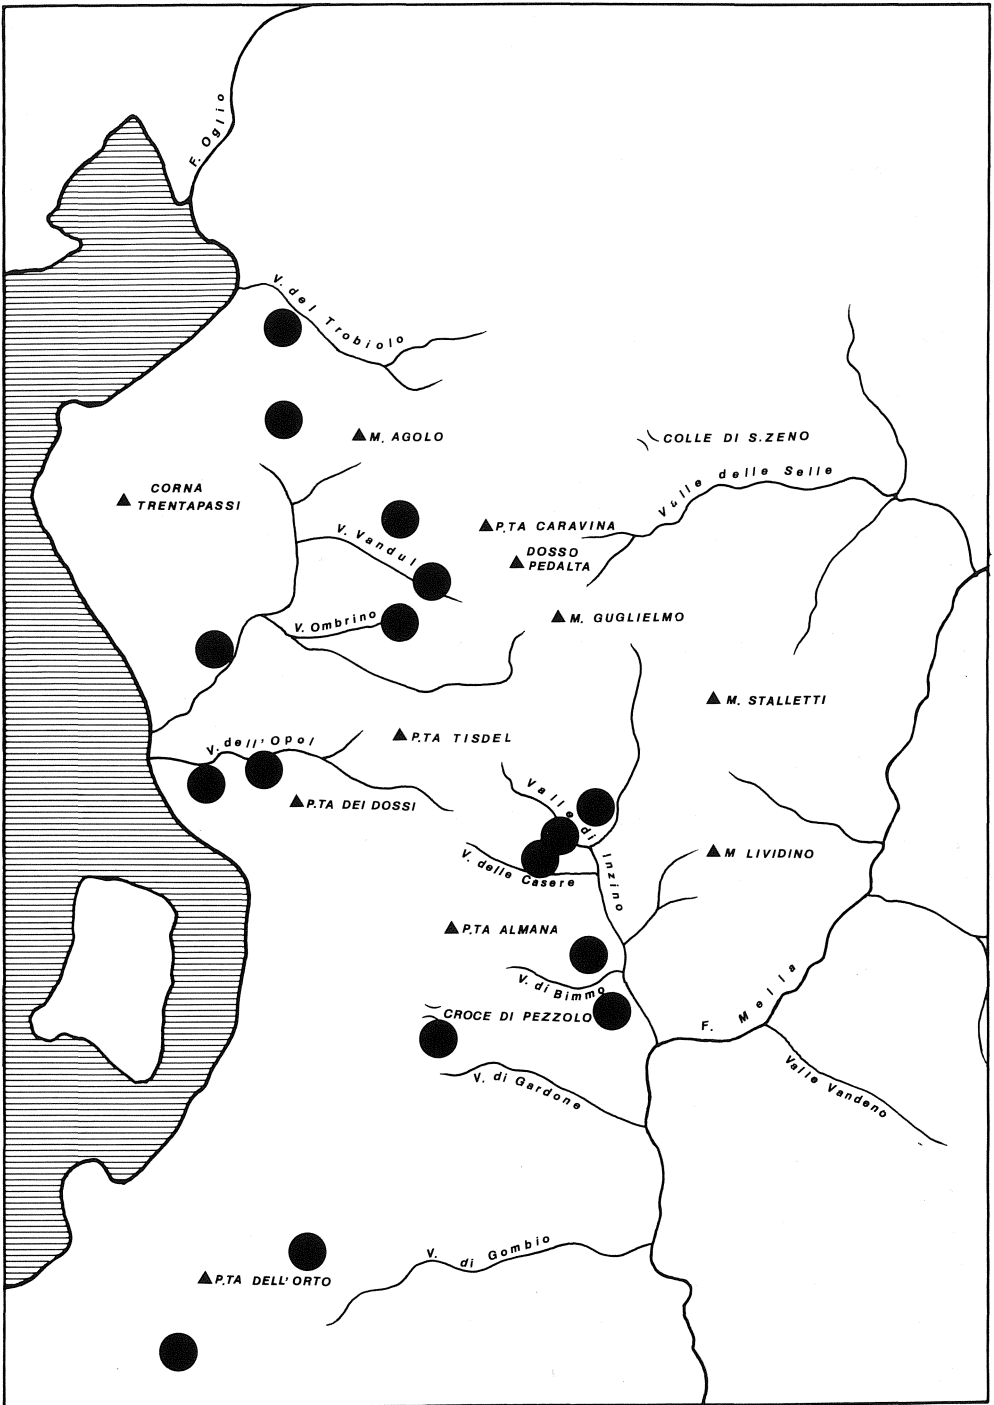 F. Oglio
V. del Trobiolo
M. AGOLO
COLLE DI S.ZENO
Valle delle Selle
CORNA
TRENTAPASSI
P.TA CARAVINA
V. Vandul
DOSSO
PEDALTA
M. GUGLIELMO
V. Ombrino
M. STALLETTI
P.TA TISDEL
V. dell'Opol
P.TA DEI DOSSI
Valle di Inzino
M LIVIDINO
V. delle Casere
P.TA ALMANA
V. di Bimmo
F. Mella
CROCE DI PEZZOLO
V. di Gardone
Valle Vandeno
V. di Gombio
P.TA DELL'ORTO